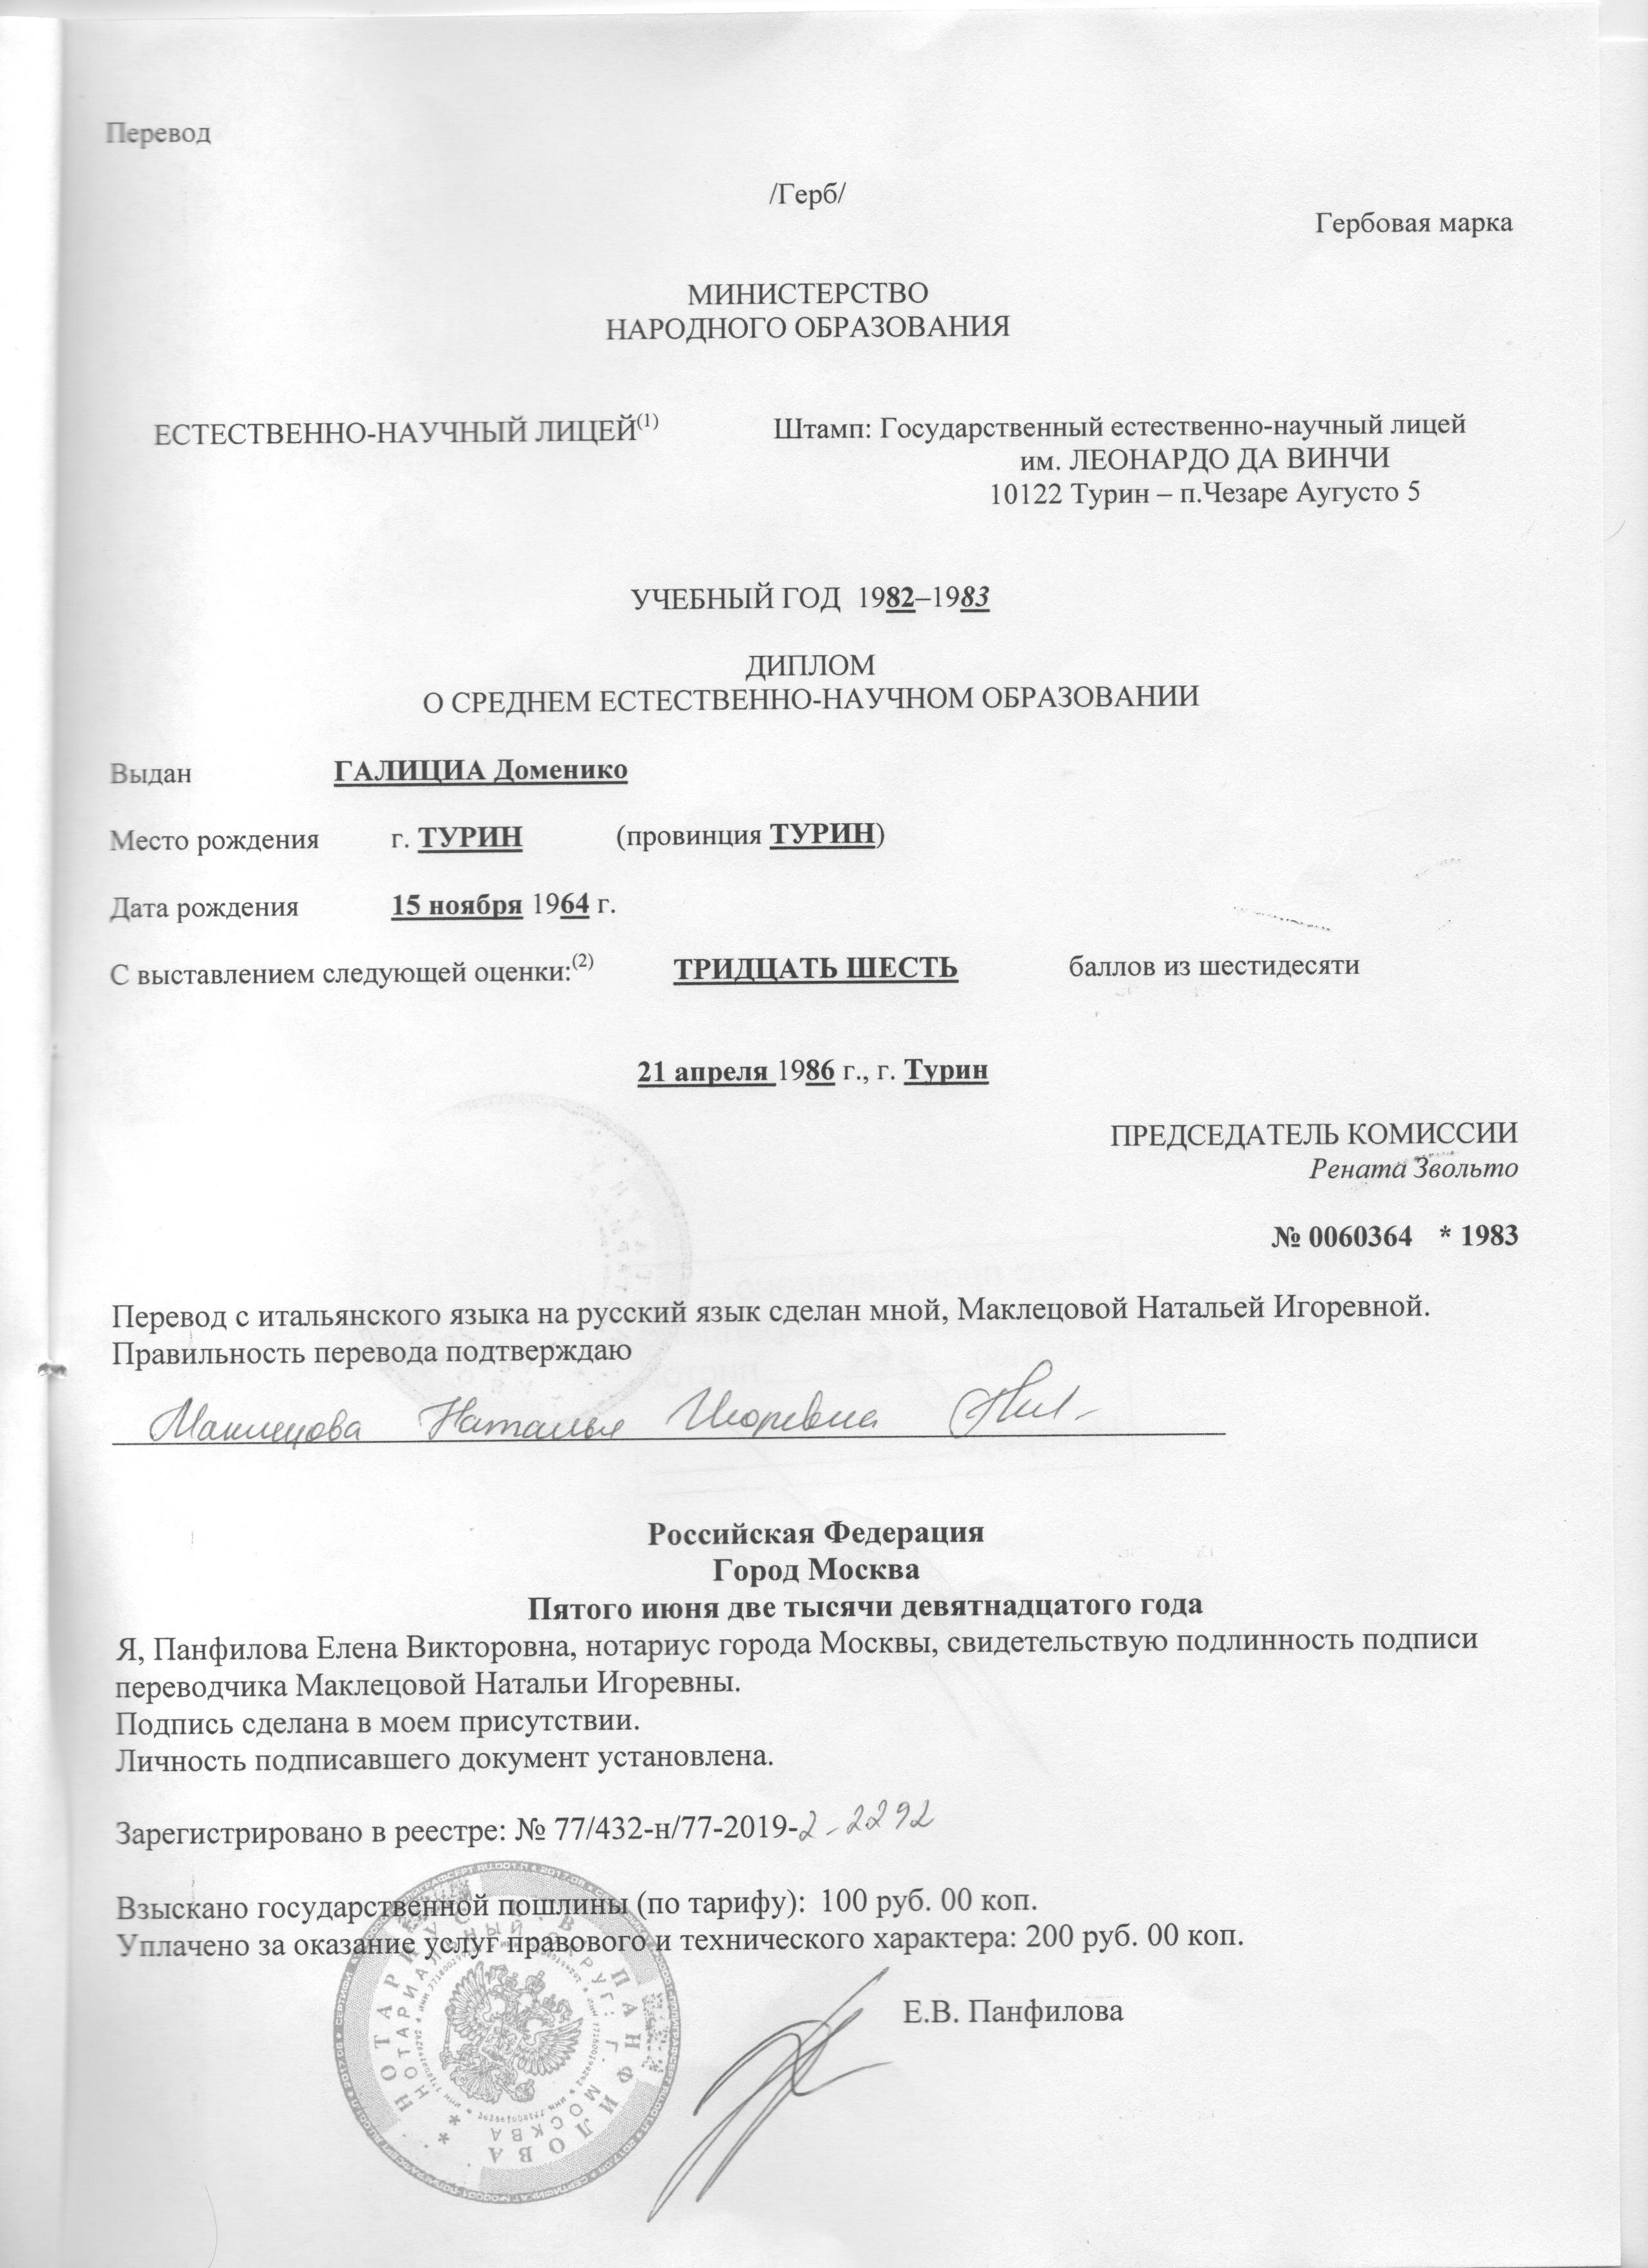 Перевод
/Герб/
Гербовая марка
МИНИСТЕРСТВО
НАРОДНОГО ОБРАЗОВАНИЯ
ЕСТЕСТВЕННО-НАУЧНЫЙ ЛИЦЕЙ(1)
Штамп: Государственный естественно-научный лицей
им. ЛЕОНАРДО ДА ВИНЧИ
10122 Турин – п.Чезаре Аугусто 5
УЧЕБНЫЙ ГОД 1982–1983
ДИПЛОМ
О СРЕДНЕМ ЕСТЕСТВЕННО-НАУЧНОМ ОБРАЗОВАНИИ
Выдан ГАЛИЦИА Доменико
Место рождения г. ТУРИН (провинция ТУРИН)
Дата рождения 15 ноября 1964 г.
С выставлением следующей оценки:(2) ТРИДЦАТЬ ШЕСТЬ баллов из шестидесяти
21 апреля 1986 г., г. Турин
ПРЕДСЕДАТЕЛЬ КОМИССИИ
Рената Звольто
№ 0060364 * 1983
Перевод с итальянского языка на русский язык сделан мной, Маклецовой Натальей Игоревной.
Правильность перевода подтверждаю
Маклецова Наталья Игоревна
Российская Федерация
Город Москва
Пятого июня две тысячи девятнадцатого года
Я, Панфилова Елена Викторовна, нотариус города Москвы, свидетельствую подлинность подписи
переводчика Маклецовой Натальи Игоревны.
Подпись сделана в моем присутствии.
Личность подписавшего документ установлена.
Зарегистрировано в реестре: № 77/432-н/77-2019-2-2292
Взыскано государственной пошлины (по тарифу): 100 руб. 00 коп.
Уплачено за оказание услуг правового и технического характера: 200 руб. 00 коп.
Е.В. Панфилова
НОТАРИУС Е.В. ПАНФИЛОВА
НОТАРИАЛЬНЫЙ ОКРУГ: Г. МОСКВА